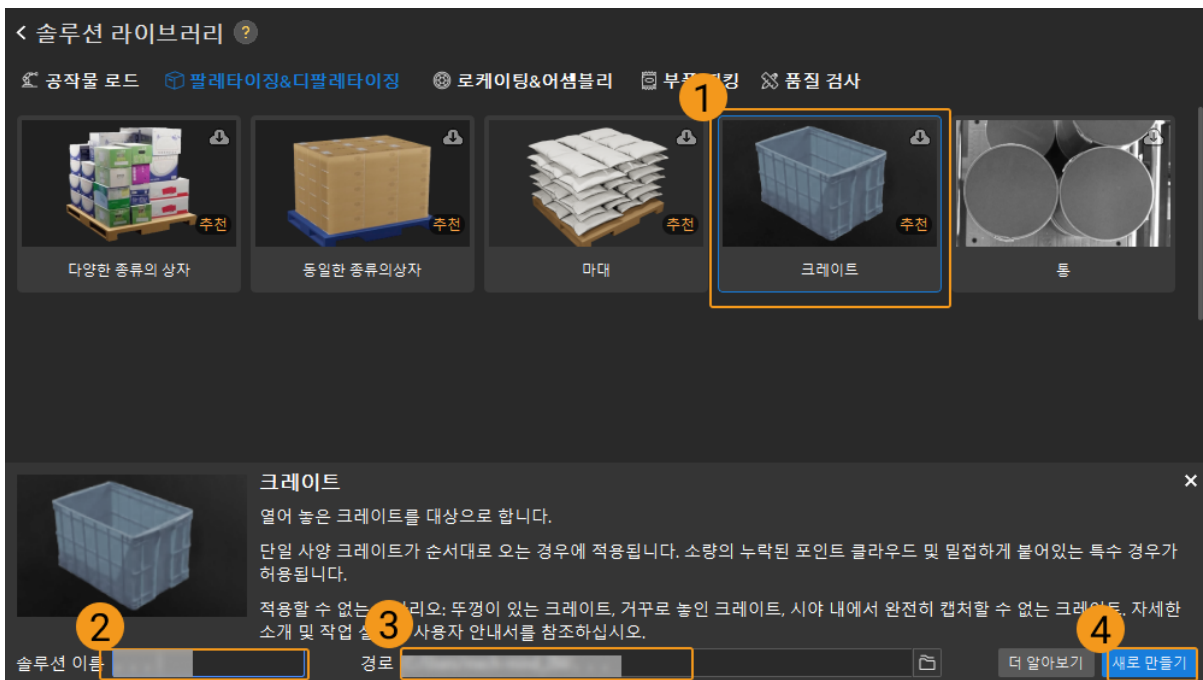 솔루션 라이브러리 ?
공작물 로드 팔레타이징&디팔레타이징 로케이팅&어셈블리 부품 피킹 품질 검사
1
추천 추천 추천 추천
다양한 종류의 상자 동일한 종류의상자 마대 크레이트 통
크레이트
열어 놓은 크레이트를 대상으로 합니다.
단일 사양 크레이트가 순서대로 오는 경우에 적용됩니다. 소량의 누락된 포인트 클라우드 및 밀접하게 붙어있는 특수 경우가
허용됩니다.
적용할 수 없는 리오: 뚜껑이 있는 크레이트, 거꾸로 놓인 크레이트, 시야 내에서 완전히 캡처할 수 없는 크레이트. 자세한
소개 및 작업 사용자 안내서를 참조하십시오.
2 3 4
솔루션 이름 경로 더 알아보기 새로 만들기